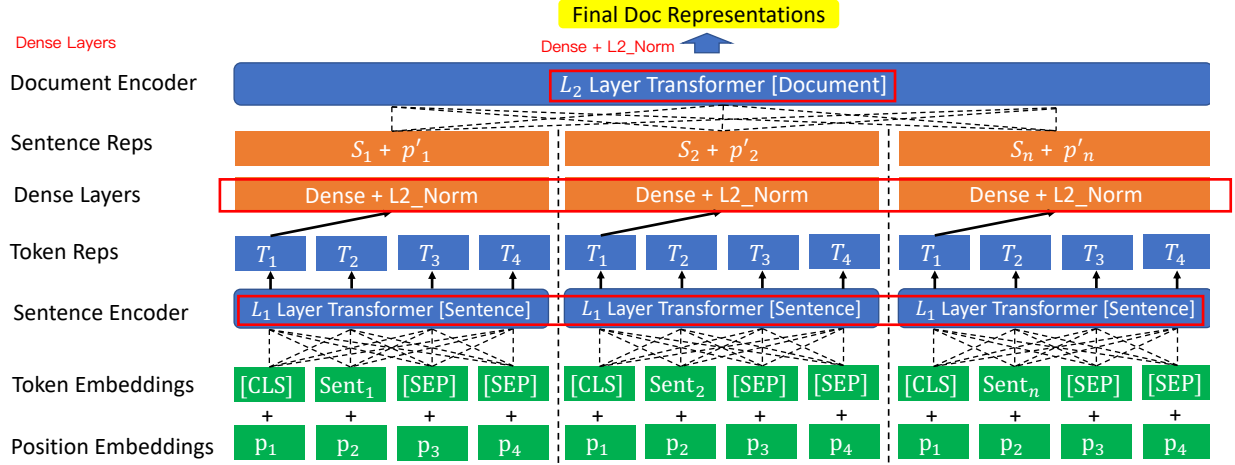 Final Doc Representations
Dense Layers
Dense + L2_Norm
Document Encoder
L₂ Layer Transformer [Document]
Sentence Reps
S₁ + p′₁
S₂ + p′₂
Sₙ + p′ₙ
Dense Layers
Dense + L2_Norm
Dense + L2_Norm
Dense + L2_Norm
Token Reps
T₁ T₂ T₃ T₄
T₁ T₂ T₃ T₄
T₁ T₂ T₃ T₄
Sentence Encoder
L₁ Layer Transformer [Sentence]
L₁ Layer Transformer [Sentence]
L₁ Layer Transformer [Sentence]
Token Embeddings
[CLS] Sent₁ [SEP] [SEP]
[CLS] Sent₂ [SEP] [SEP]
[CLS] Sentₙ [SEP] [SEP]
+ + + +
+ + + +
+ + + +
Position Embeddings
p₁ p₂ p₃ p₄
p₁ p₂ p₃ p₄
p₁ p₂ p₃ p₄